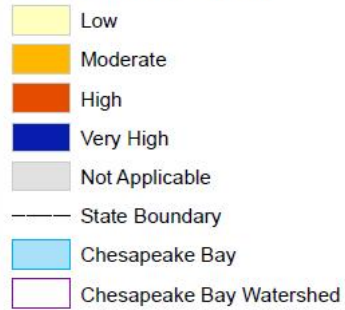 Low
Moderate
High
Very High
Not Applicable
State Boundary
Chesapeake Bay
Chesapeake Bay Watershed